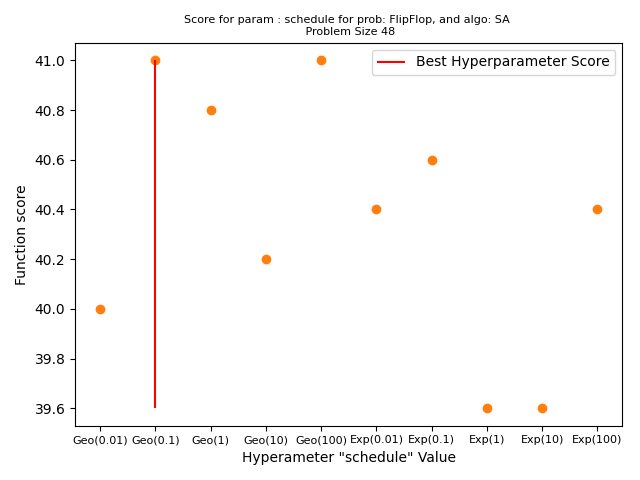 Score for param : schedule for prob: FlipFlop, and algo: SA
Problem Size 48
Best Hyperparameter Score
Function score
41.0
40.8
40.6
40.4
40.2
40.0
39.8
39.6
Geo(0.01) Geo(0.1) Geo(1) Geo(10) Geo(100) Exp(0.01) Exp(0.1) Exp(1) Exp(10) Exp(100)
Hyperameter "schedule" Value